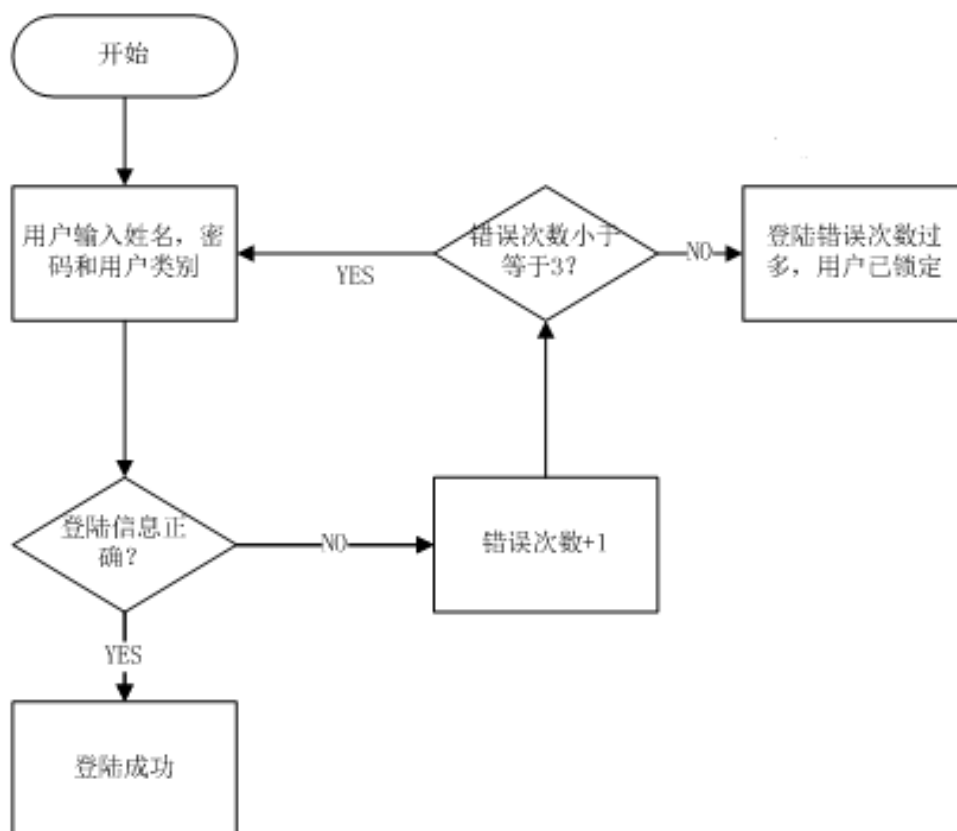 开始
用户输入姓名，密
码和用户类别
错误次数小于
等于3？
YES
NO
登陆错误次数过
多，用户已锁定
登陆信息正
确？
NO
错误次数+1
YES
登陆成功